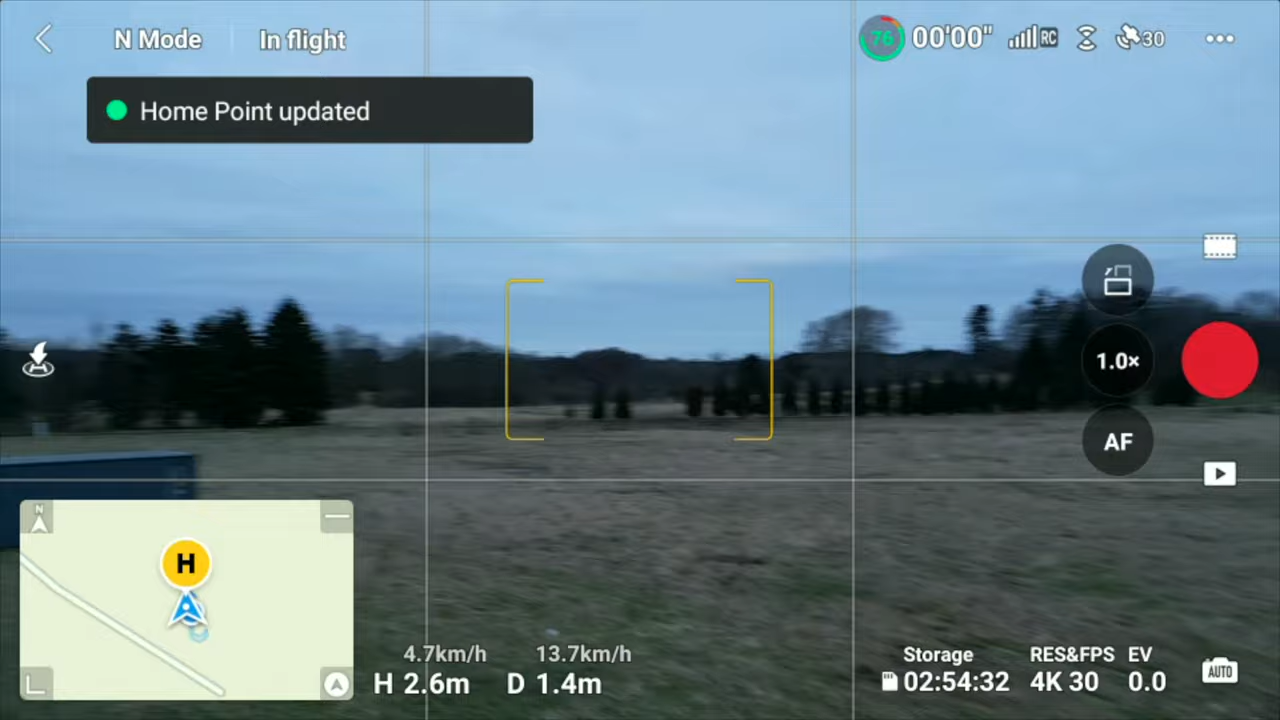 N Mode
In flight
76
00'00"
RC
30
Home Point updated
1.0×
AF
N
H
4.7km/h
13.7km/h
H 2.6m
D 1.4m
Storage
RES&FPS
EV
02:54:32
4K 30
0.0
AUTO